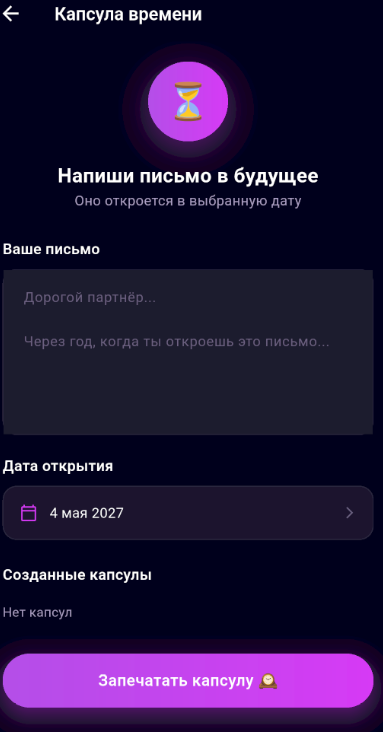 Капсула времени
Напиши письмо в будущее
Оно откроется в выбранную дату
Ваше письмо
Дорогой партнёр...
Через год, когда ты откроешь это письмо...
Дата открытия
4 мая 2027
Созданные капсулы
Нет капсул
Запечатать капсулу 🕰️